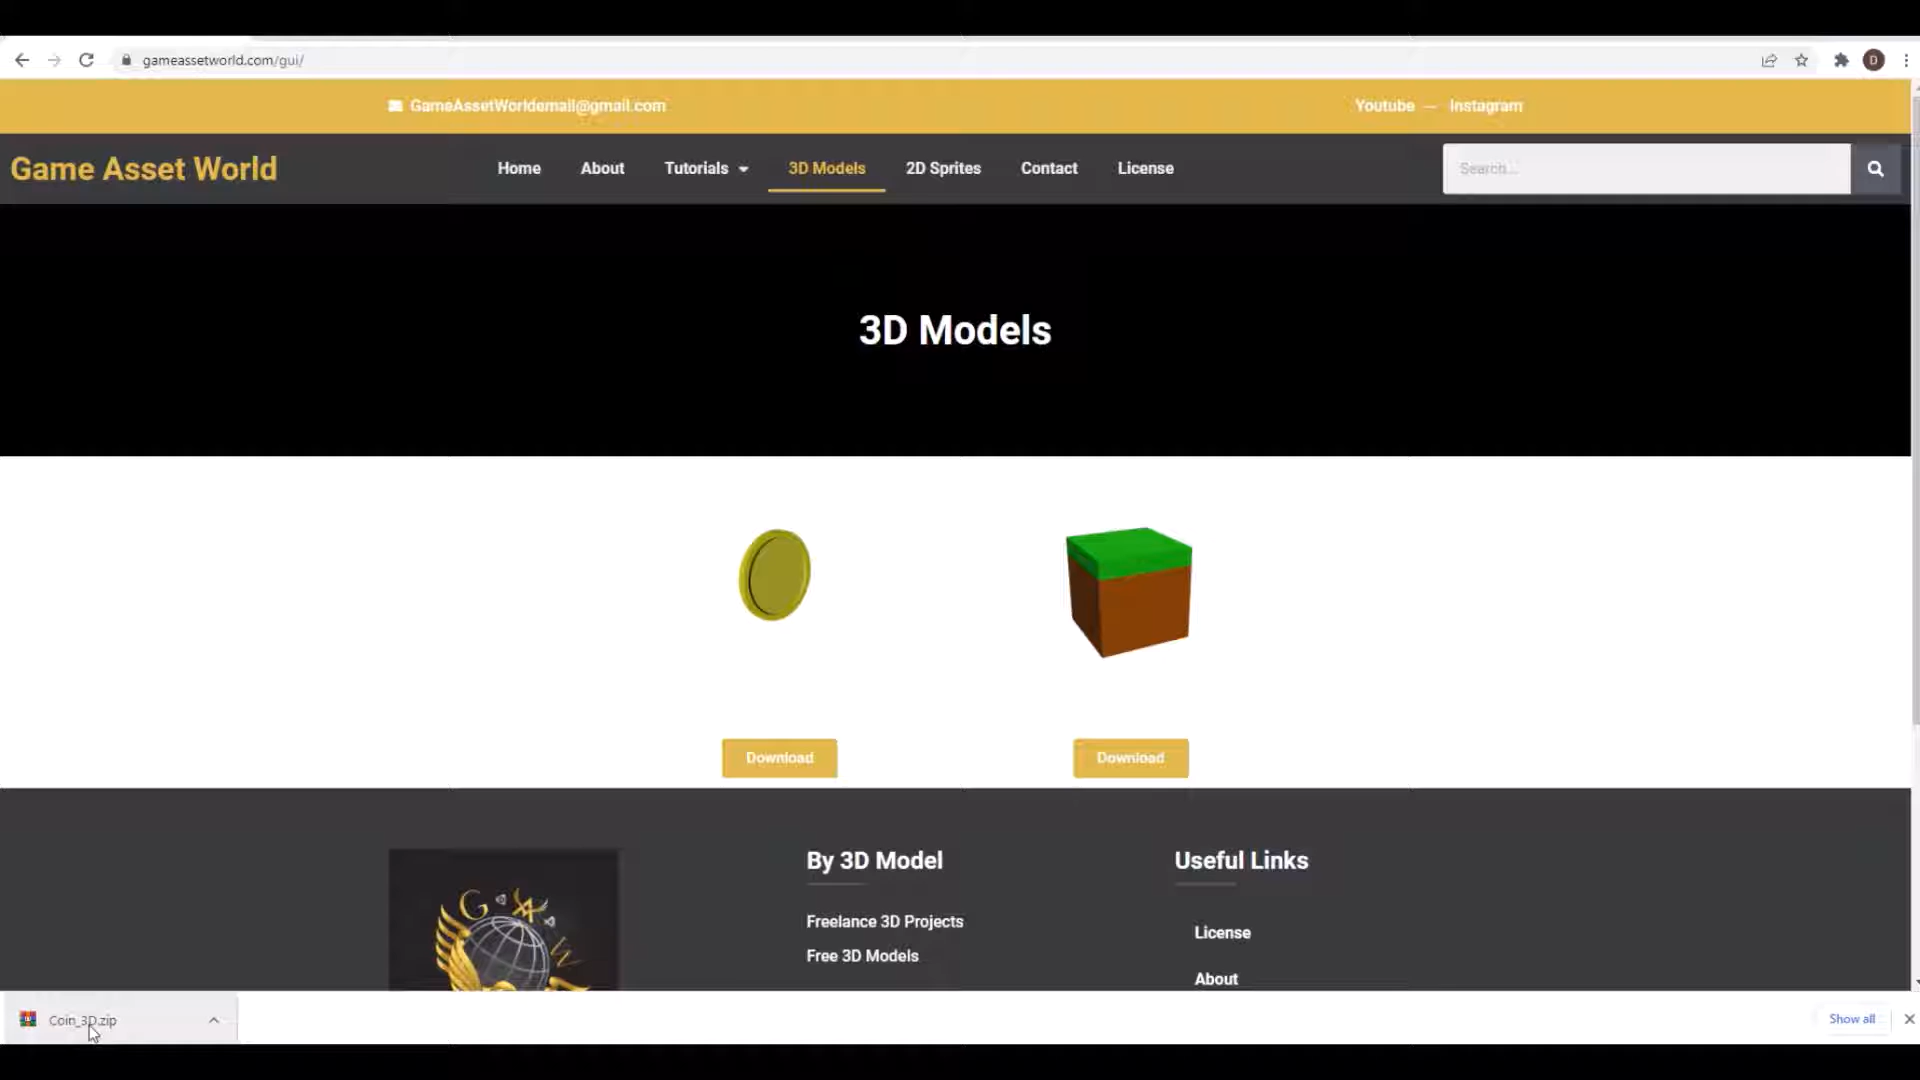 gameassetworld.com/gui/
D
GameAssetWorldemail@gmail.com
Youtube — Instagram
Game Asset World
Home About Tutorials 3D Models 2D Sprites Contact License
Search...
3D Models
Download Download
G A W
By 3D Model
Freelance 3D Projects
Free 3D Models
Useful Links
License
About
Coin_3D.zip
Show all